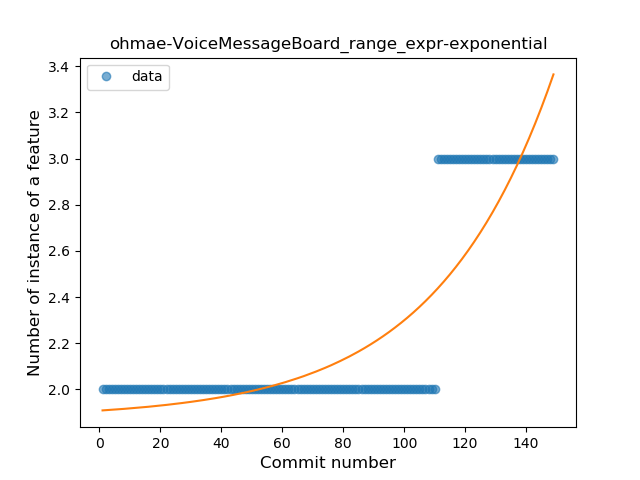 ohmae-VoiceMessageBoard_range_expr-exponential
data
Number of instance of a feature
3.4
3.2
3.0
2.8
2.6
2.4
2.2
2.0
0 20 40 60 80 100 120 140
Commit number